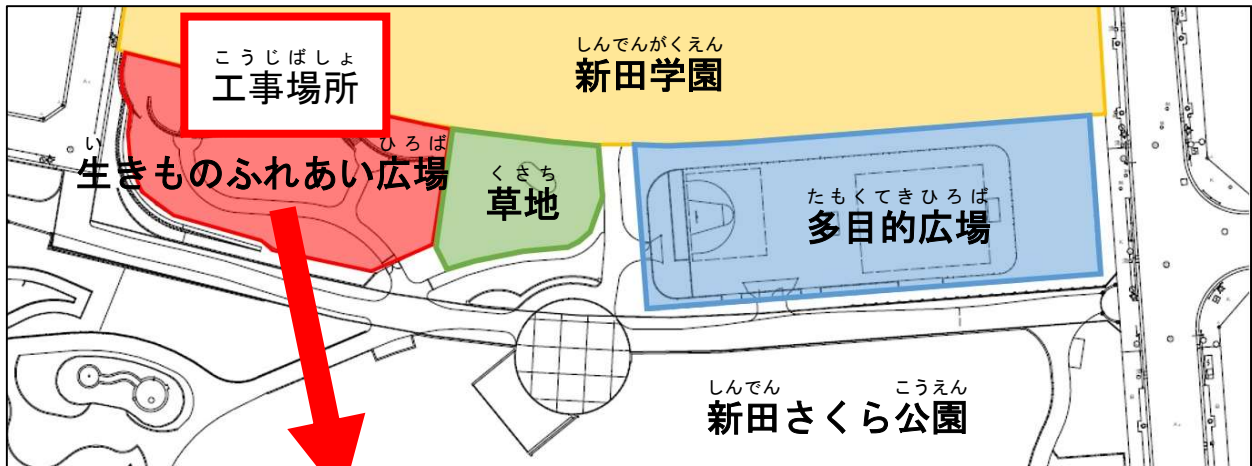 こうじばしょ
工事場所
しんでんがくえん
新田学園
い ひろば
生きものふれあい広場
くさち
草地
たもくてきひろば
多目的広場
しんでん こうえん
新田さくら公園